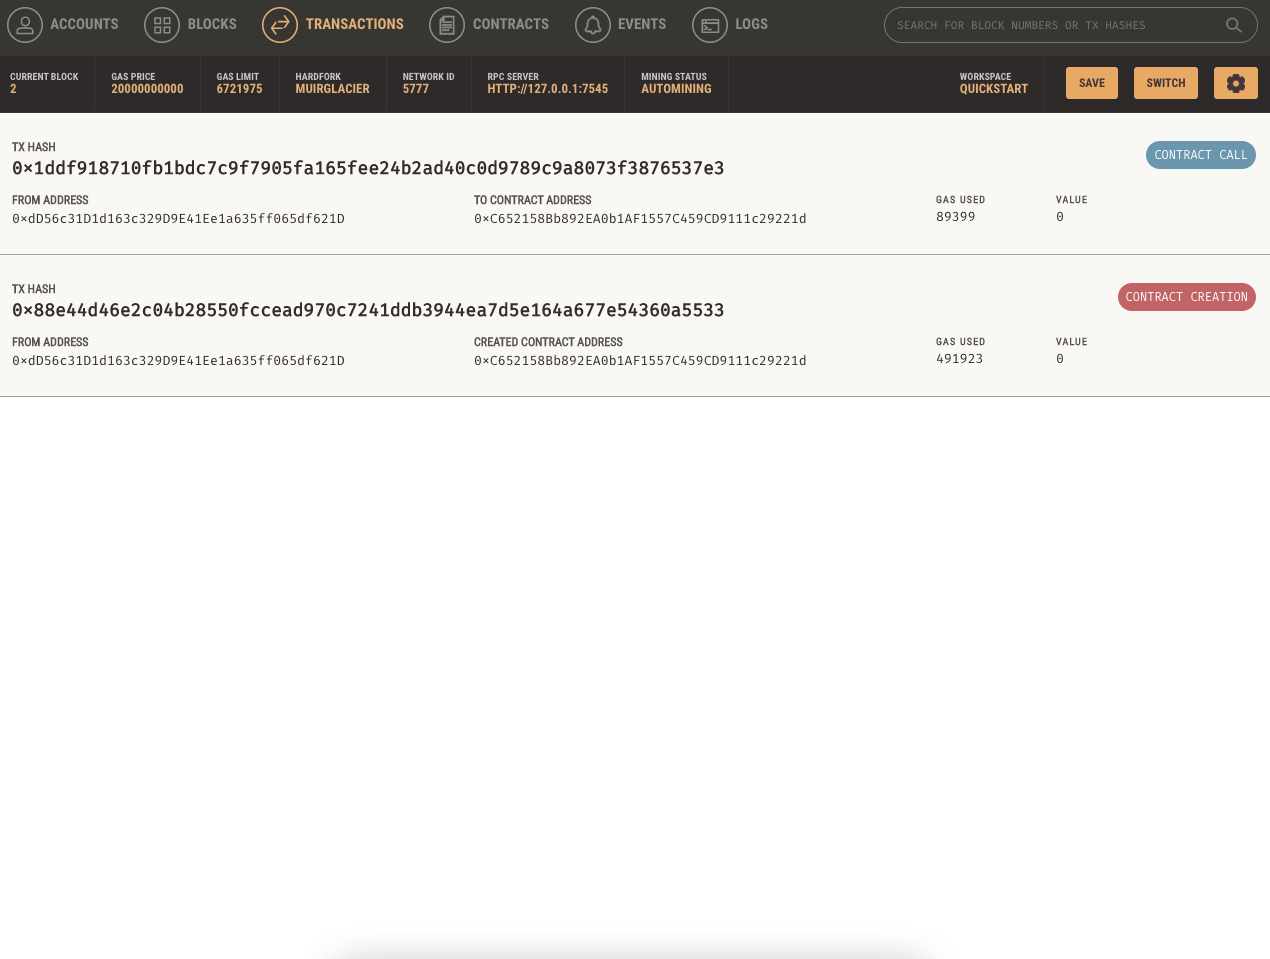 ACCOUNTS BLOCKS TRANSACTIONS CONTRACTS EVENTS LOGS SEARCH FOR BLOCK NUMBERS OR TX HASHES
CURRENT BLOCK GAS PRICE GAS LIMIT HARDFORK NETWORK ID RPC SERVER MINING STATUS WORKSPACE
2 20000000000 6721975 MUIRGLACIER 5777 HTTP://127.0.0.1:7545 AUTOMINING QUICKSTART SAVE SWITCH
TX HASH
0×1ddf918710fb1bdc7c9f7905fa165fee24b2ad40c0d9789c9a8073f3876537e3 CONTRACT CALL
FROM ADDRESS TO CONTRACT ADDRESS GAS USED VALUE
0×dD56c31D1d163c329D9E41Ee1a635ff065df621D 0×C652158Bb892EA0b1AF1557C459CD9111c29221d 89399 0
TX HASH
0×88e44d46e2c04b28550fccead970c7241ddb3944ea7d5e164a677e54360a5533 CONTRACT CREATION
FROM ADDRESS CREATED CONTRACT ADDRESS GAS USED VALUE
0×dD56c31D1d163c329D9E41Ee1a635ff065df621D 0×C652158Bb892EA0b1AF1557C459CD9111c29221d 491923 0